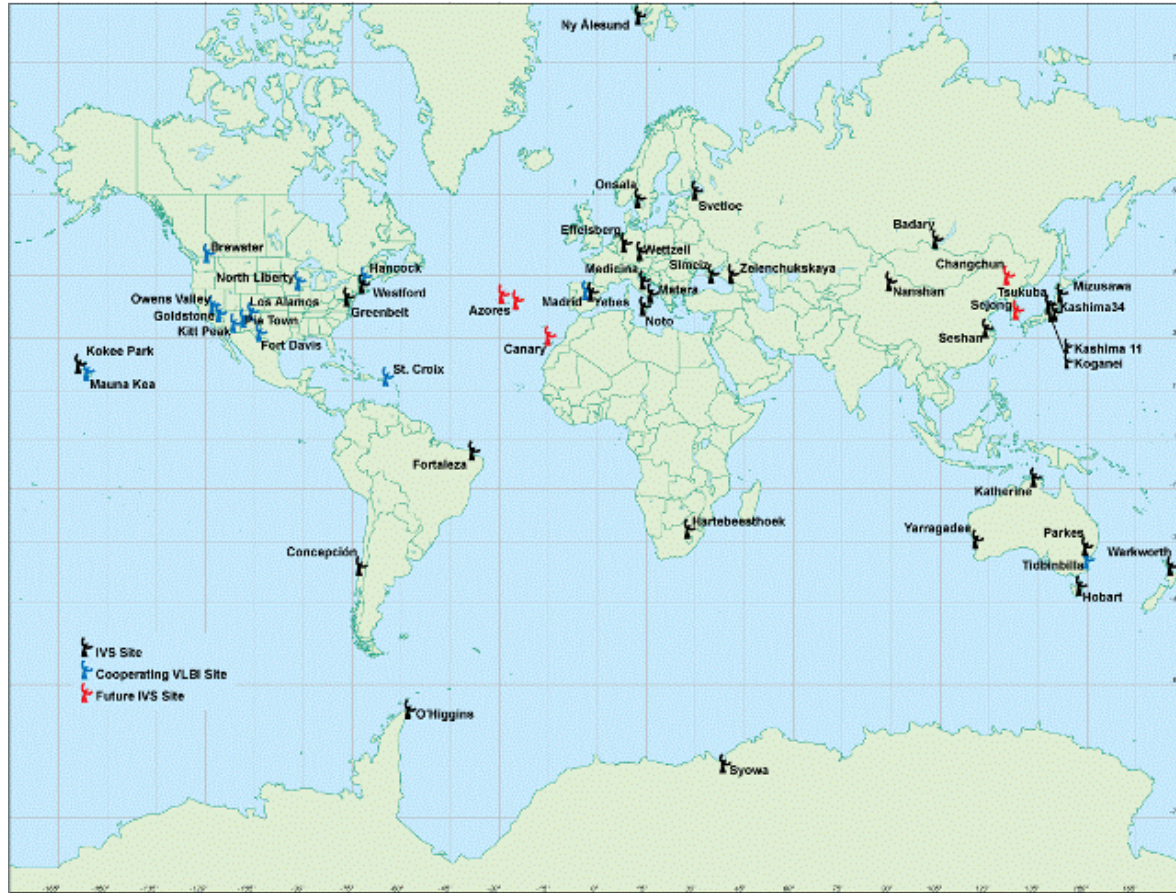 Ny Ålesund
Onsala
Svetloe
Badary
Effelsberg
Wettzell
Brewster
Simeiz
Zelenchukskaya
Changchun
Medicina
Hancock
North Liberty
Nanshan
Tsukuba
Mizusawa
Westford
Matera
Madrid
Yebes
Owens Valley
Los Alamos
Greenbelt
Azores
Noto
Sejong
Kashima34
Goldstone
Pie Town
Kitt Peak
Fort Davis
Canary
Seshan
Kokee Park
Kashima 11
Koganei
Mauna Kea
St. Croix
Fortaleza
Katherine
Hartebeesthoek
Yarragadee
Parkes
Concepción
Warkworth
Tidbinbilla
Hobart
IVS Site
Cooperating VLBI Site
Future IVS Site
O'Higgins
Syowa